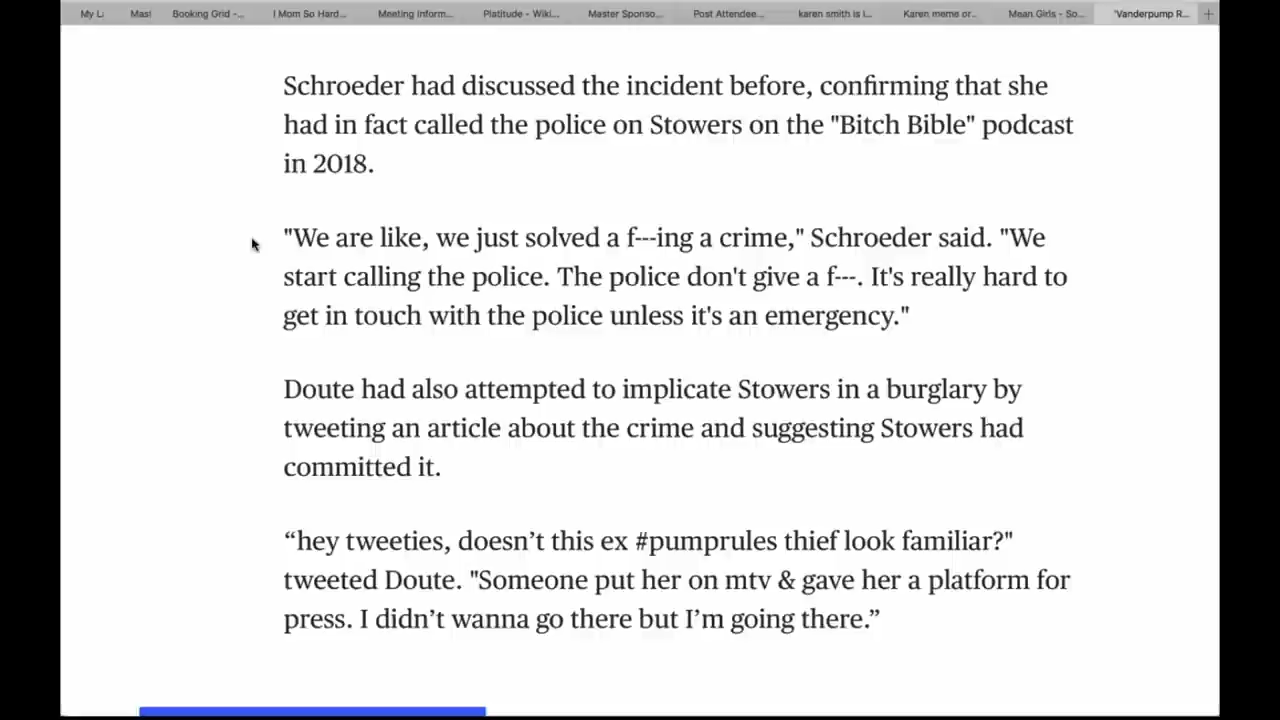 My Li
Masi
Booking Grid -...
I Mom So Hard...
Meeting Inform...
Platitude - Wiki...
Master Sponso...
Post Attendee...
karen smith is i...
Karen meme or...
Mean Girls - So...
'Vanderpump R...
Schroeder had discussed the incident before, confirming that she
had in fact called the police on Stowers on the "Bitch Bible" podcast
in 2018.
"We are like, we just solved a f---ing a crime," Schroeder said. "We
start calling the police. The police don't give a f---. It's really hard to
get in touch with the police unless it's an emergency."
Doute had also attempted to implicate Stowers in a burglary by
tweeting an article about the crime and suggesting Stowers had
committed it.
“hey tweeties, doesn’t this ex #pumprules thief look familiar?"
tweeted Doute. "Someone put her on mtv & gave her a platform for
press. I didn’t wanna go there but I’m going there.”